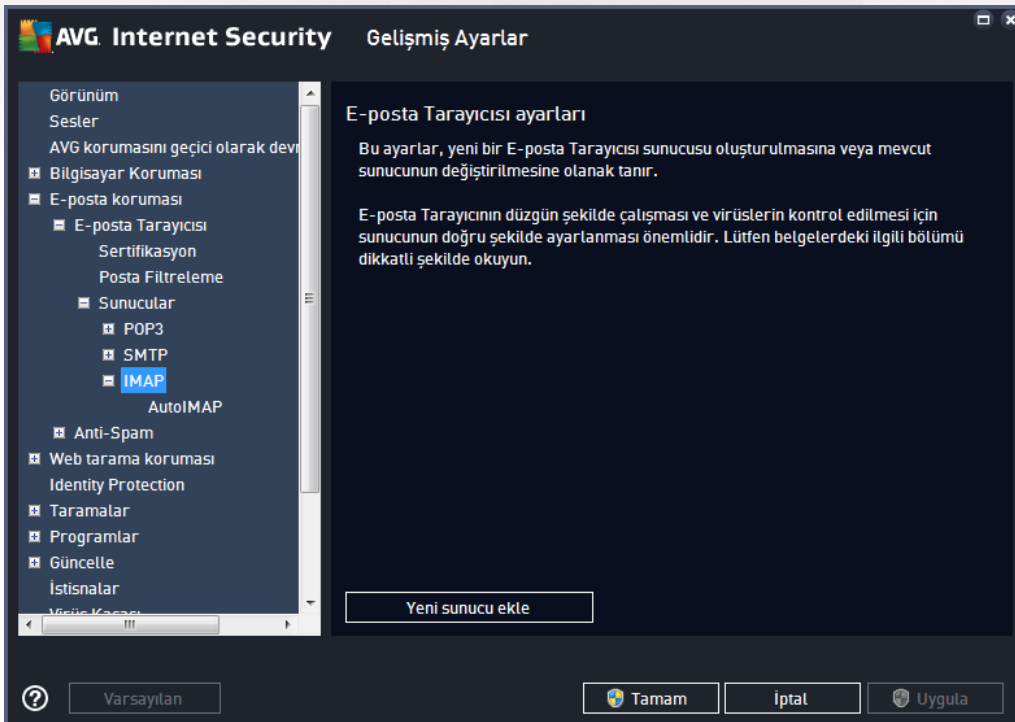 AVG. Internet Security Gelişmiş Ayarlar
Görünüm
Sesler
AVG korumasını geçici olarak devr
Bilgisayar Koruması
E-posta koruması
E-posta Tarayıcısı
Sertifikasyon
Posta Filtreleme
Sunucular
POP3
SMTP
IMAP
AutoIMAP
Anti-Spam
Web tarama koruması
Identity Protection
Taramalar
Programlar
Güncelle
İstisnalar
Virüs Kasası
E-posta Tarayıcısı ayarları
Bu ayarlar, yeni bir E-posta Tarayıcısı sunucusu oluşturulmasına veya mevcut
sunucunun değiştirilmesine olanak tanır.
E-posta Tarayıcının düzgün şekilde çalışması ve virüslerin kontrol edilmesi için
sunucunun doğru şekilde ayarlanması önemlidir. Lütfen belgelerdeki ilgili bölümü
dikkatli şekilde okuyun.
Yeni sunucu ekle
Varsayılan
Tamam
İptal
Uygula